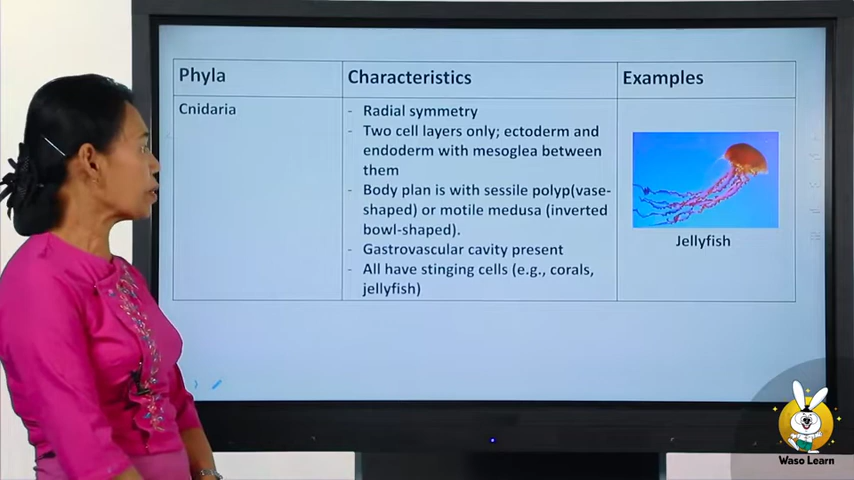 Phyla
Characteristics
Examples
Cnidaria
- Radial symmetry
- Two cell layers only; ectoderm and
endoderm with mesoglea between
them
- Body plan is with sessile polyp(vase-
shaped) or motile medusa (inverted
bowl-shaped).
- Gastrovascular cavity present
- All have stinging cells (e.g., corals,
jellyfish)
Jellyfish
Waso Learn